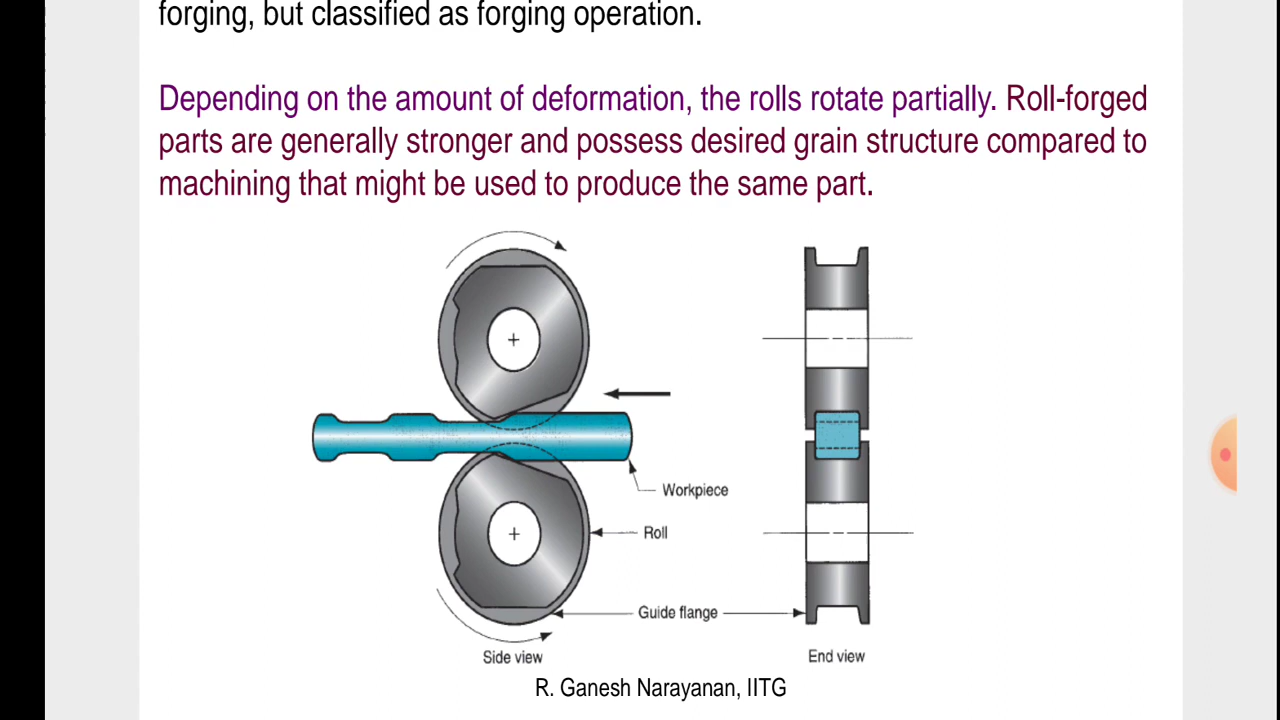 forging, but classified as forging operation.
Depending on the amount of deformation, the rolls rotate partially. Roll-forged
parts are generally stronger and possess desired grain structure compared to
machining that might be used to produce the same part.
Workpiece
Roll
Guide flange
Side view
End view
R. Ganesh Narayanan, IITG